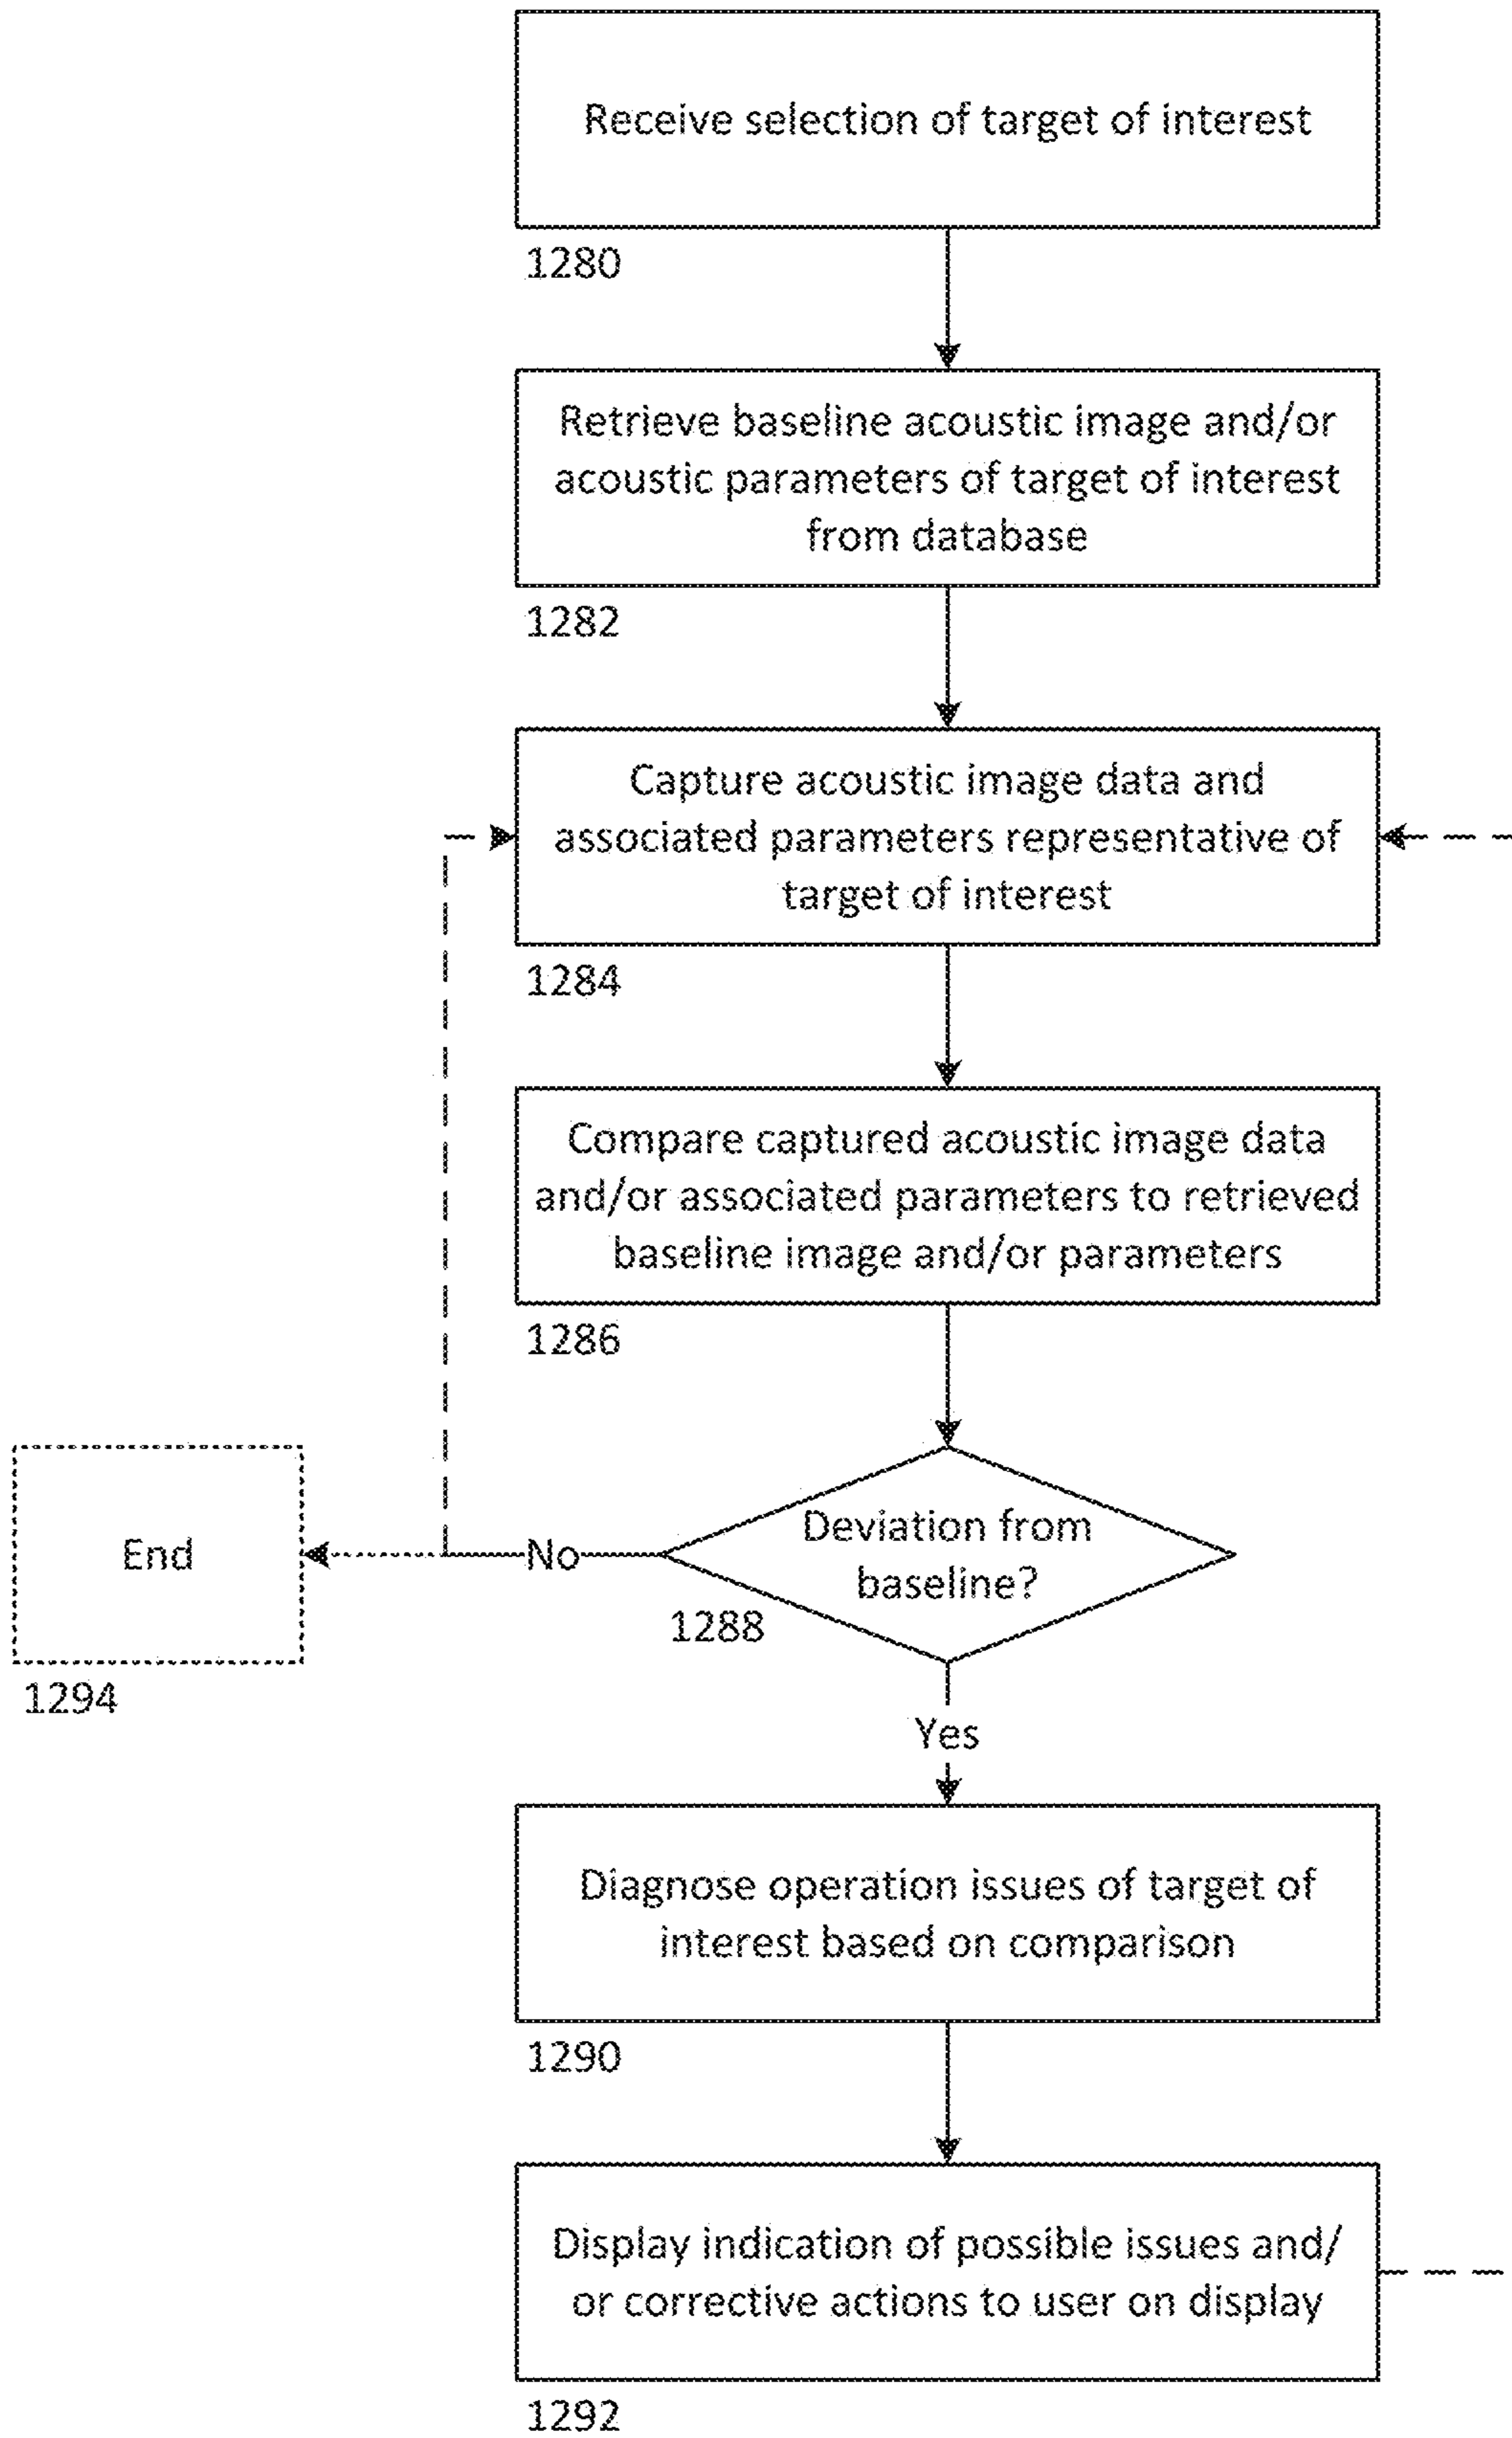 Receive selection of target of interest
1280
Retrieve baseline acoustic image and/or
acoustic parameters of target of interest
from database
1282
Capture acoustic image data and
associated parameters representative of
target of interest
1284
Compare captured acoustic image data
and/or associated parameters to retrieved
baseline image and/or parameters
1286
Deviation from
baseline?
1288
No
End
1294
Yes
Diagnose operation issues of target of
interest based on comparison
1290
Display indication of possible issues and/
or corrective actions to user on display
1292